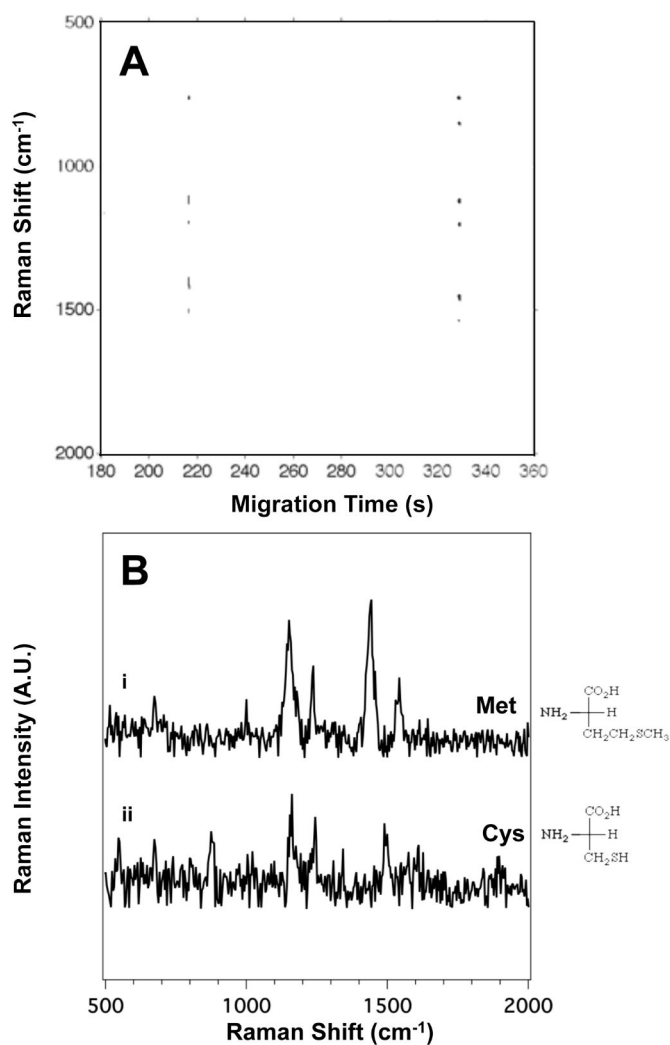 500
A
Raman Shift (cm-1)
1000
1500
2000
180 200 220 240 260 280 300 320 340 360
Migration Time (s)
B
i
Met
CO2H
NH2 H
CH2CH2SCH3
Raman Intensity (A.U.)
ii
Cys
CO2H
NH2 H
CH2SH
500 1000 1500 2000
Raman Shift (cm-1)